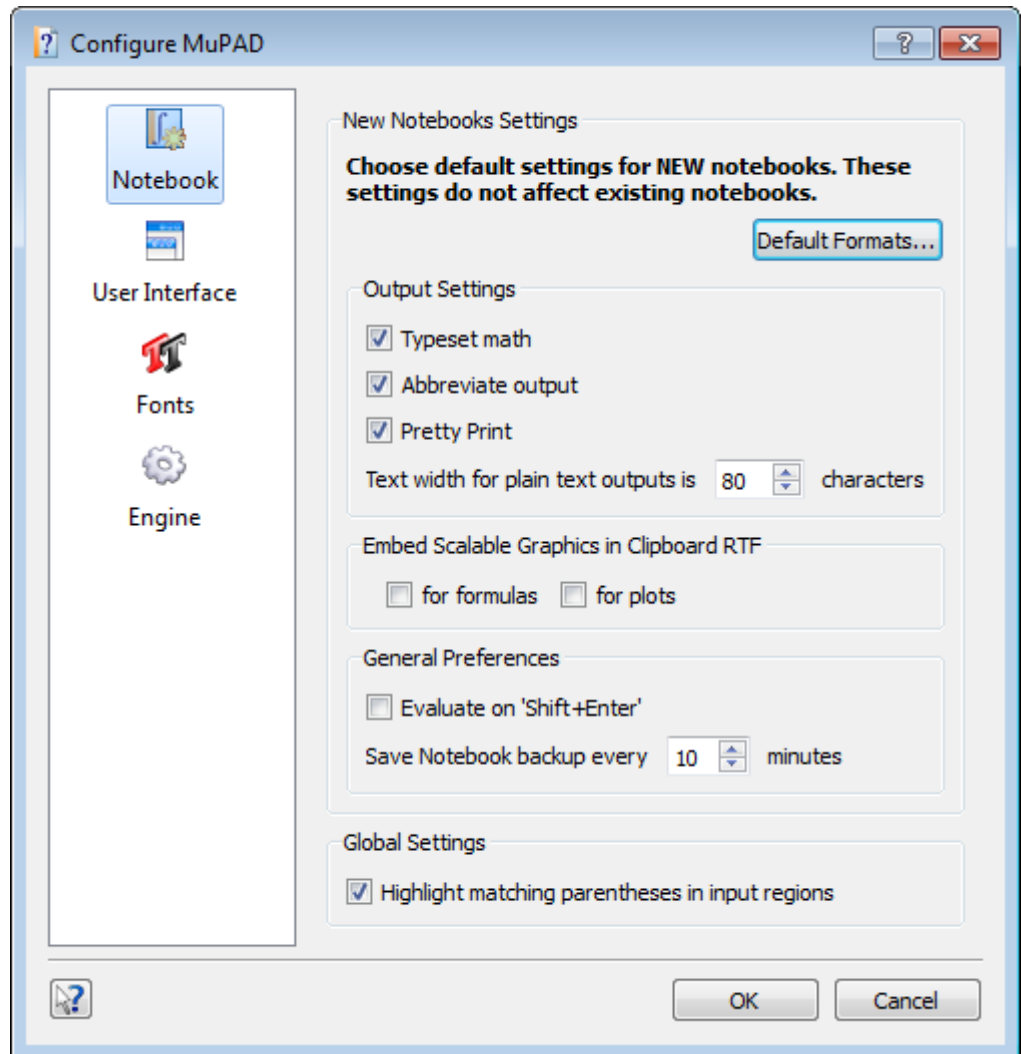 Configure MuPAD
Notebook
User Interface
Fonts
Engine
New Notebooks Settings
Choose default settings for NEW notebooks. These
settings do not affect existing notebooks.
Default Formats...
Output Settings
Typeset math
Abbreviate output
Pretty Print
Text width for plain text outputs is 80 characters
Embed Scalable Graphics in Clipboard RTF
for formulas for plots
General Preferences
Evaluate on 'Shift+Enter'
Save Notebook backup every 10 minutes
Global Settings
Highlight matching parentheses in input regions
OK Cancel